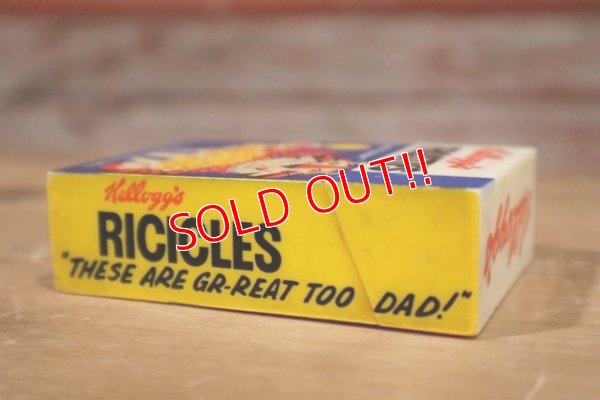 Kellogg's
RICICLES
"THESE ARE GR-REAT TOO DAD!"
SOLD OUT!!
Kellogg's